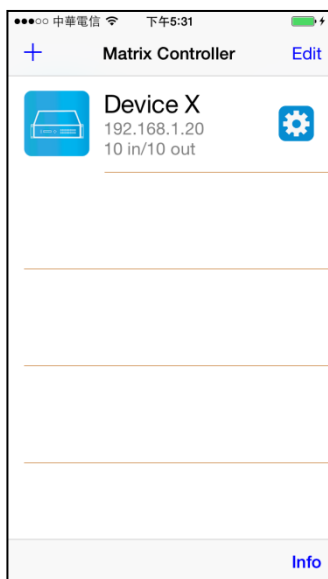 中華電信 下午5:31
+ Matrix Controller Edit
Device X
192.168.1.20
10 in/10 out
Info